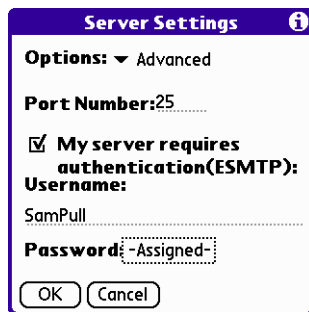 Server Settings
Options: Advanced
Port Number:25
My server requires
authentication(ESMTP):
Username:
SamPull
Password: -Assigned-
OK Cancel